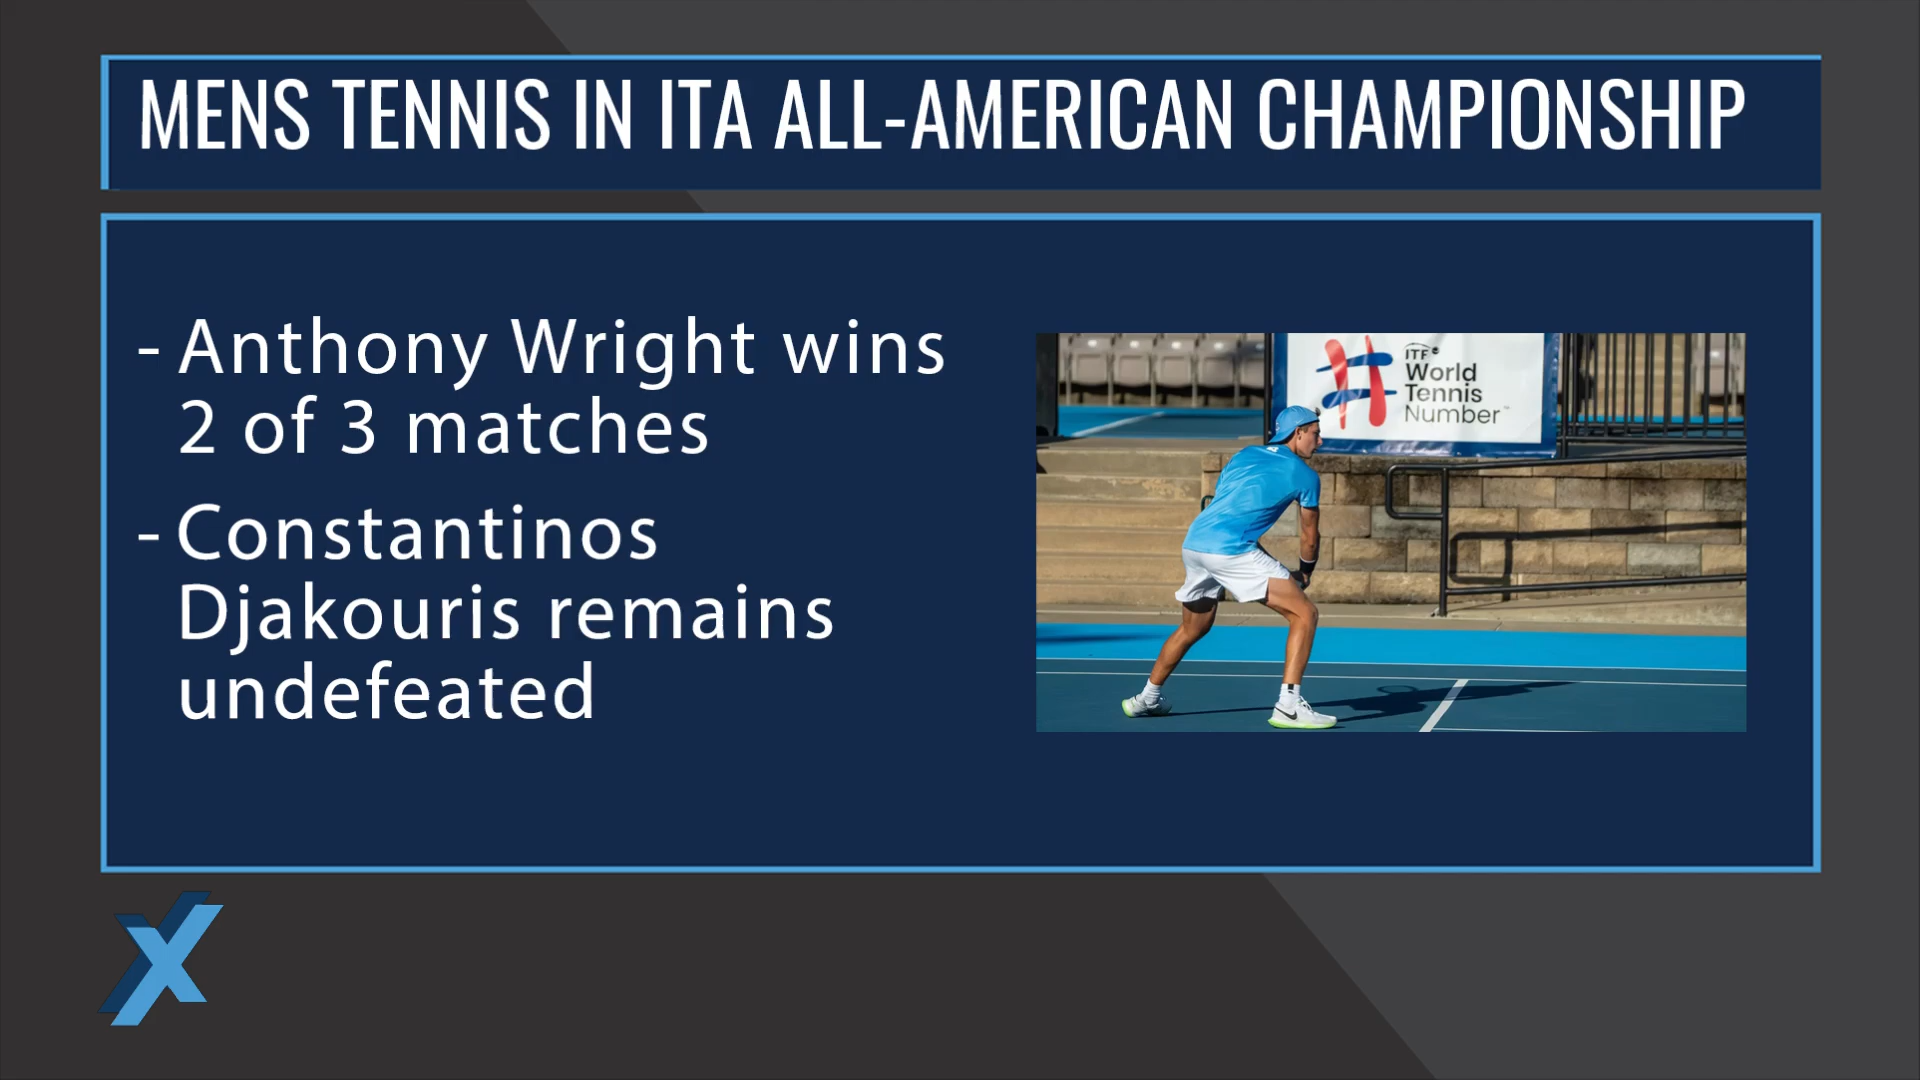 MENS TENNIS IN ITA ALL-AMERICAN CHAMPIONSHIP
- Anthony Wright wins
2 of 3 matches
- Constantinos
Djakouris remains
undefeated
ITF
World
Tennis
Number
X